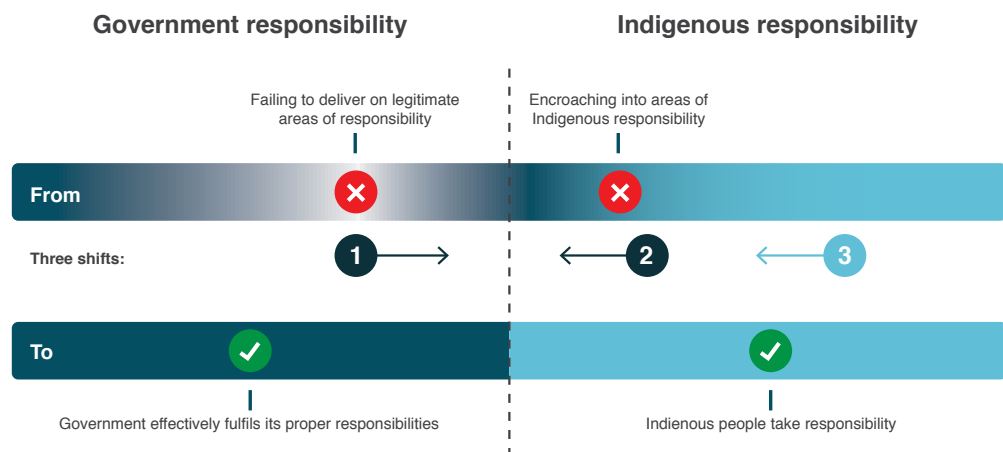 Government responsibility
Indigenous responsibility
Failing to deliver on legitimate
areas of responsibility
Encroaching into areas of
Indigenous responsibility
From
Three shifts:
1
2
3
To
Government effectively fulfils its proper responsibilities
Indienous people take responsibility